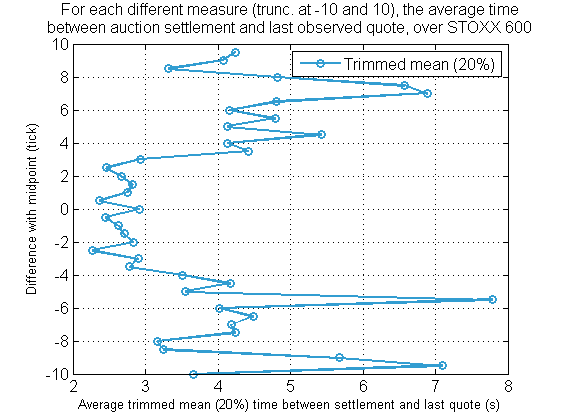 For each different measure (trunc. at -10 and 10), the average time
between auction settlement and last observed quote, over STOXX 600
Trimmed mean (20%)
Difference with midpoint (tick)
10
8
6
4
2
0
-2
-4
-6
-8
-10
2 3 4 5 6 7 8
Average trimmed mean (20%) time between settlement and last quote (s)